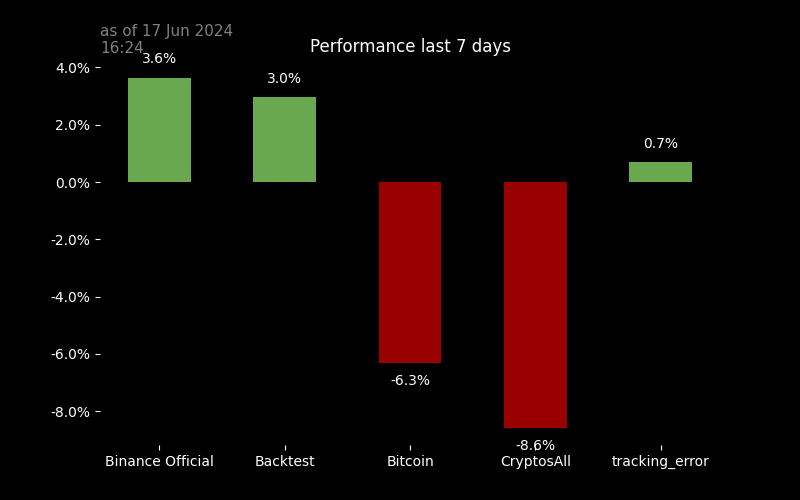 as of 17 Jun 2024
16:24
Performance last 7 days
4.0%
2.0%
0.0%
-2.0%
-4.0%
-6.0%
-8.0%
3.6%
3.0%
-6.3%
-8.6%
0.7%
Binance Official
Backtest
Bitcoin
CryptosAll
tracking_error